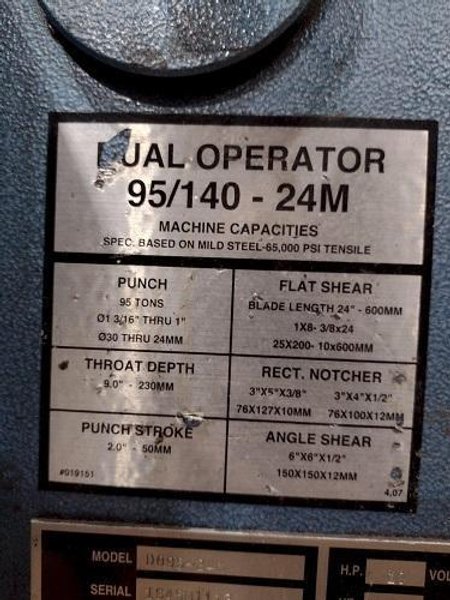 DUAL OPERATOR
95/140 - 24M
MACHINE CAPACITIES
SPEC. BASED ON MILD STEEL-65,000 PSI TENSILE
PUNCH
95 TONS
Ø1 3/16" THRU 1"
Ø30 THRU 24MM
THROAT DEPTH
9.0" - 230MM
PUNCH STROKE
2.0" - 50MM
#019151
FLAT SHEAR
BLADE LENGTH 24" - 600MM
1X8- 3/8x24
25X200- 10x600MM
RECT. NOTCHER
3"X5"X3/8" 3"X4"X1/2"
76X127X10MM 76X100X12MM
ANGLE SHEAR
6"X6"X1/2"
150X150X12MM
4.07
MODEL
SERIAL
H.P.
VOL